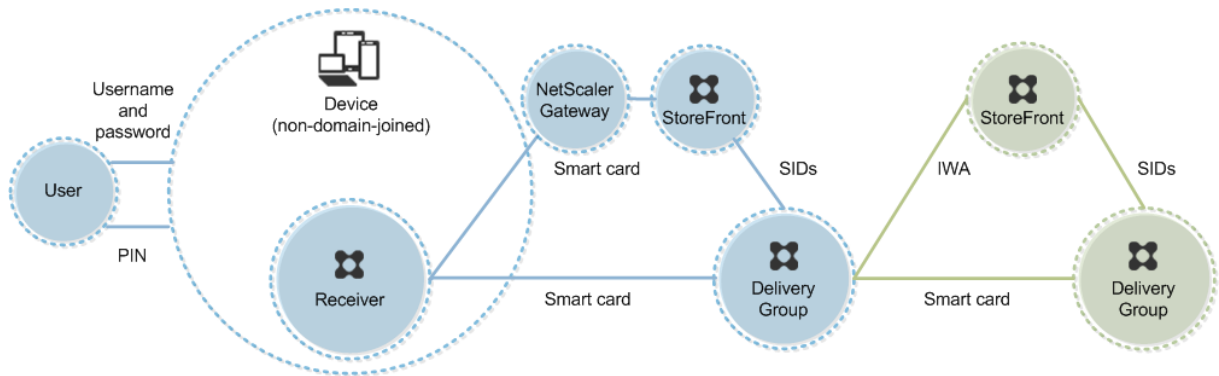 Username
and
password
User
PIN
Device
(non-domain-joined)
Receiver
NetScaler
Gateway
StoreFront
Smart card
SIDs
Smart card
Delivery
Group
StoreFront
IWA
SIDs
Smart card
Delivery
Group